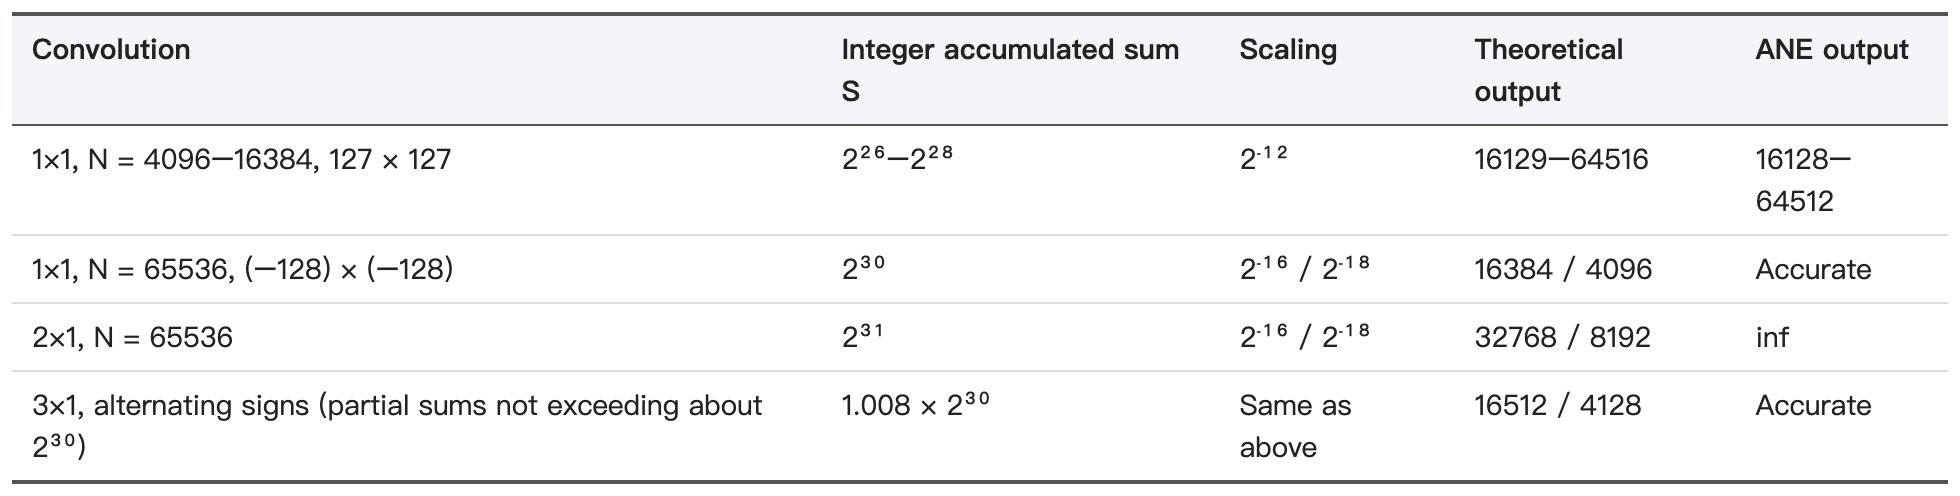 Convolution Integer accumulated sum S Scaling Theoretical output ANE output
1×1, N = 4096—16384, 127 × 127 2²⁶—2²⁸ 2⁻¹² 16129—64516 16128—64512
1×1, N = 65536, (—128) × (—128) 2³⁰ 2⁻¹⁶ / 2⁻¹⁸ 16384 / 4096 Accurate
2×1, N = 65536 2³¹ 2⁻¹⁶ / 2⁻¹⁸ 32768 / 8192 inf
3×1, alternating signs (partial sums not exceeding about 2³⁰) 1.008 × 2³⁰ Same as above 16512 / 4128 Accurate